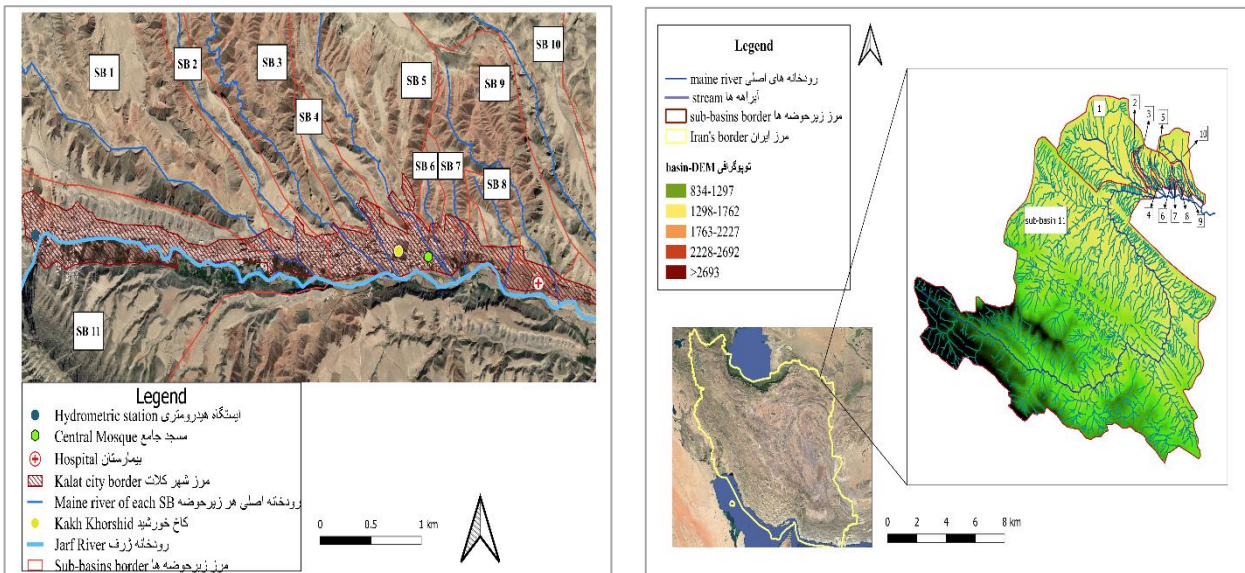 SB 1
SB 2
SB 3
SB 4
SB 5
SB 6
SB 7
SB 8
SB 9
SB 10
SB 11
Legend
Hydrometric station ایستگاه هیدرومتری
Central Mosque مسجد جامع
Hospital بیمارستان
Kalat city border مرز شهر کلات
Maine river of each SB رودخانه اصلی هر زیرحوضه
Kakh Khorshid کاخ خورشید
Jarf River رودخانه ژرف
Sub-basins border مرز زیرحوضه ها
0 0.5 1 km
Legend
maine river رودخانه های اصلی
stream آبراهه ها
sub-basins border مرز زیرحوضه ها
Iran's border مرز ایران
basin-DEM توپوگرافی
834-1297
1298-1762
1763-2227
2228-2692
>2693
1
2
3
5
10
4
6
7
8
9
sub-basin 11
0 2 4 6 8 km